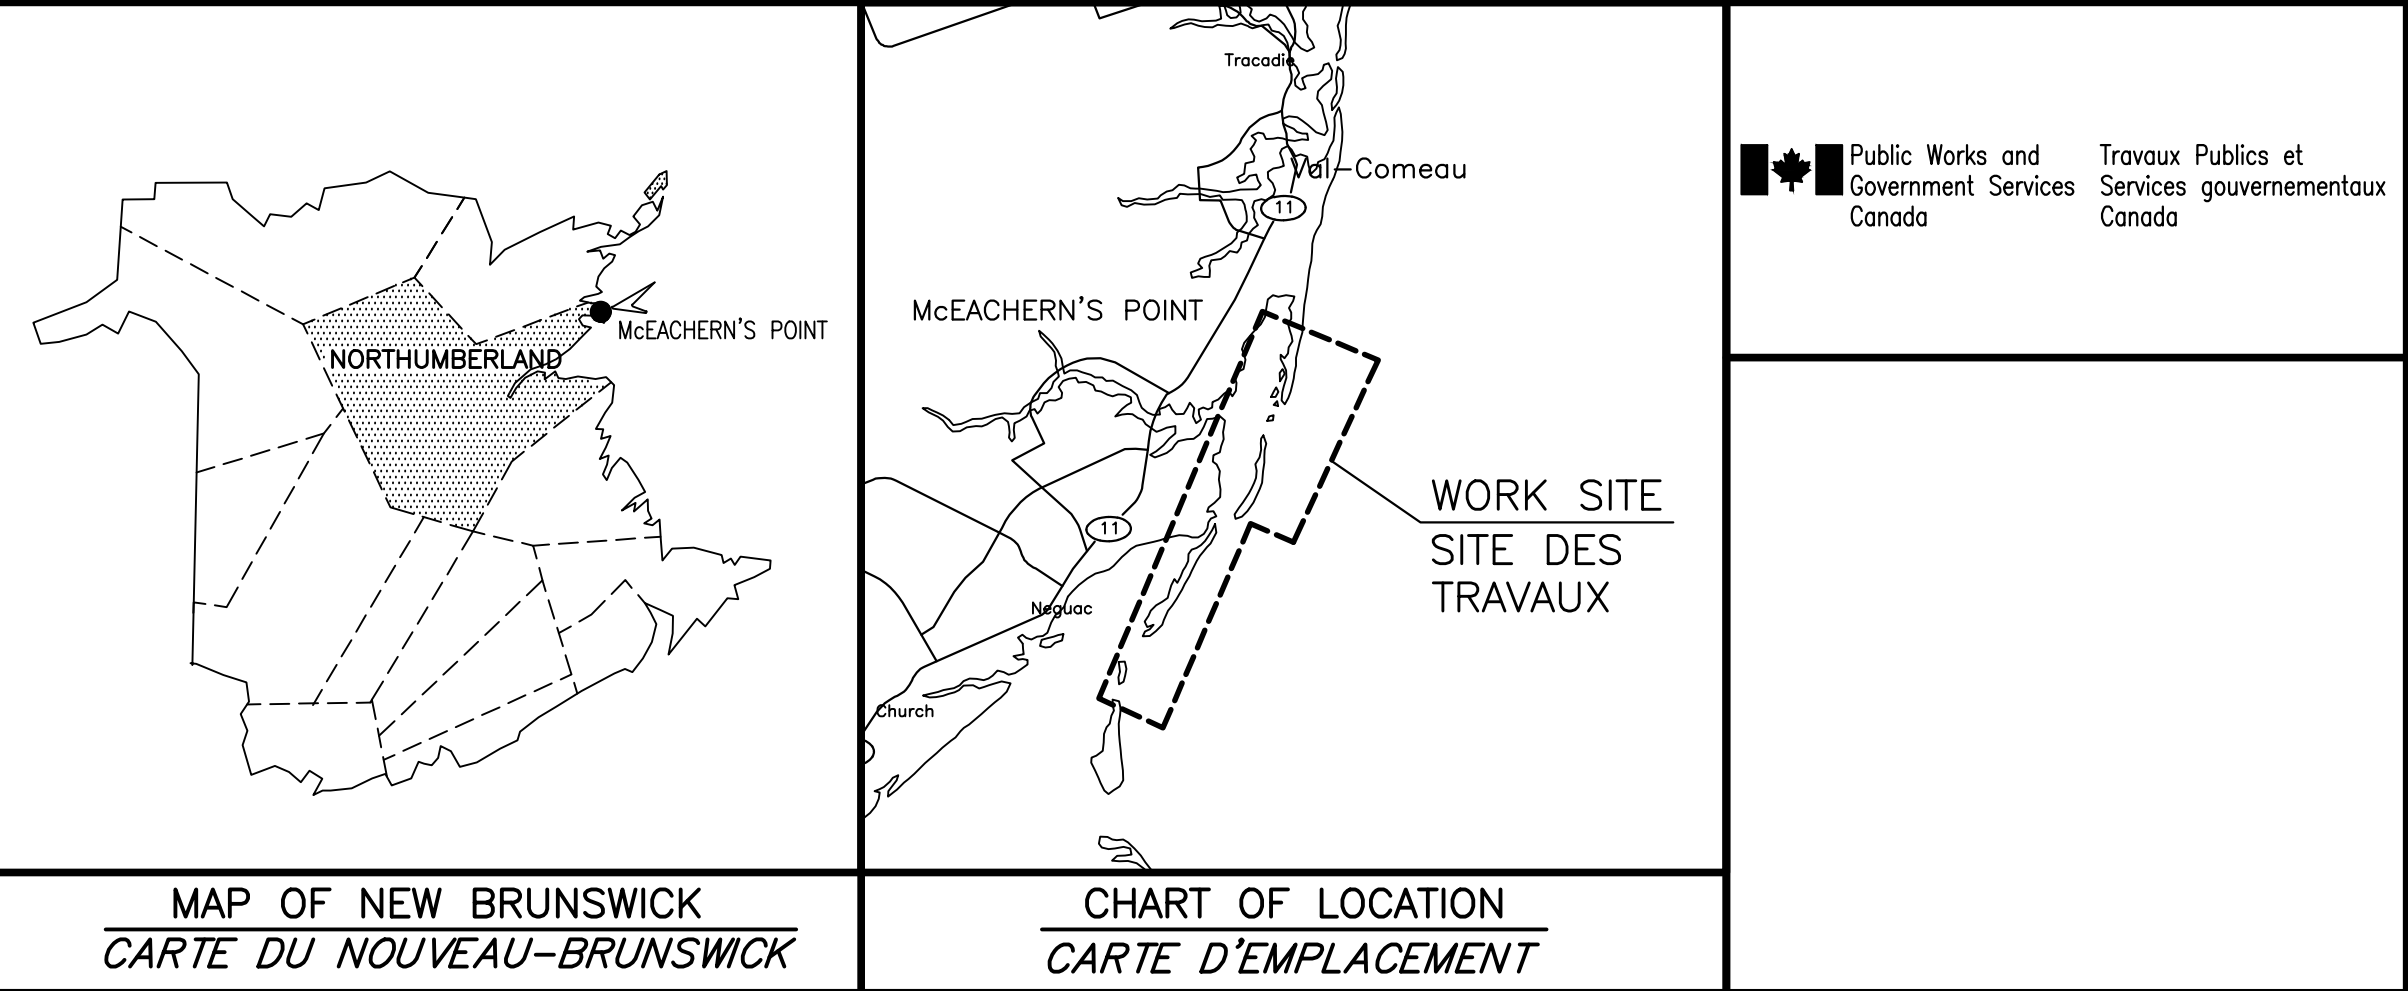 McEACHERN'S POINT
NORTHUMBERLAND
MAP OF NEW BRUNSWICK
CARTE DU NOUVEAU-BRUNSWICK
Tracadie
Val-Comeau
11
McEACHERN'S POINT
WORK SITE
SITE DES
TRAVAUX
11
Neguac
Church
CHART OF LOCATION
CARTE D'EMPLACEMENT
Public Works and
Government Services
Canada
Travaux Publics et
Services gouvernementaux
Canada